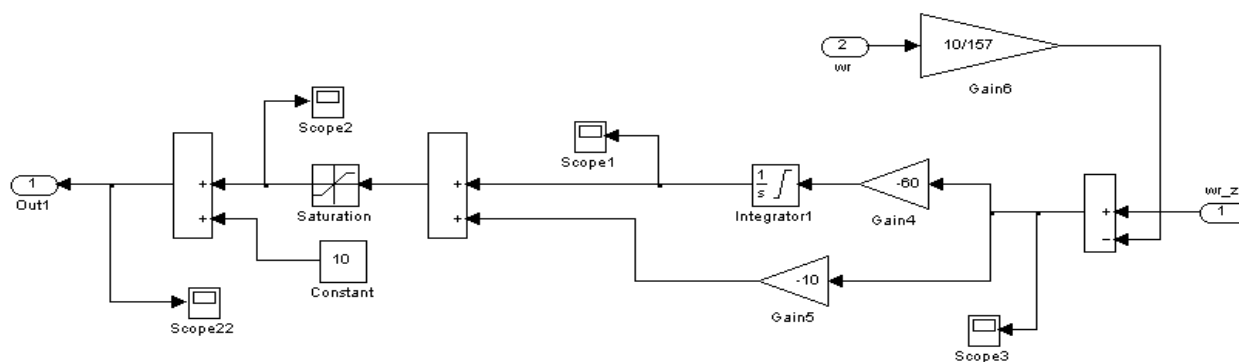 2
wr
10/157
Gain6
Scope2
Scope1
1
Out1
+
+
Saturation
10
Constant
Scope22
+
+
1
s
Integrator1
-60
Gain4
-10
Gain5
Scope3
+
−
wr_z
1